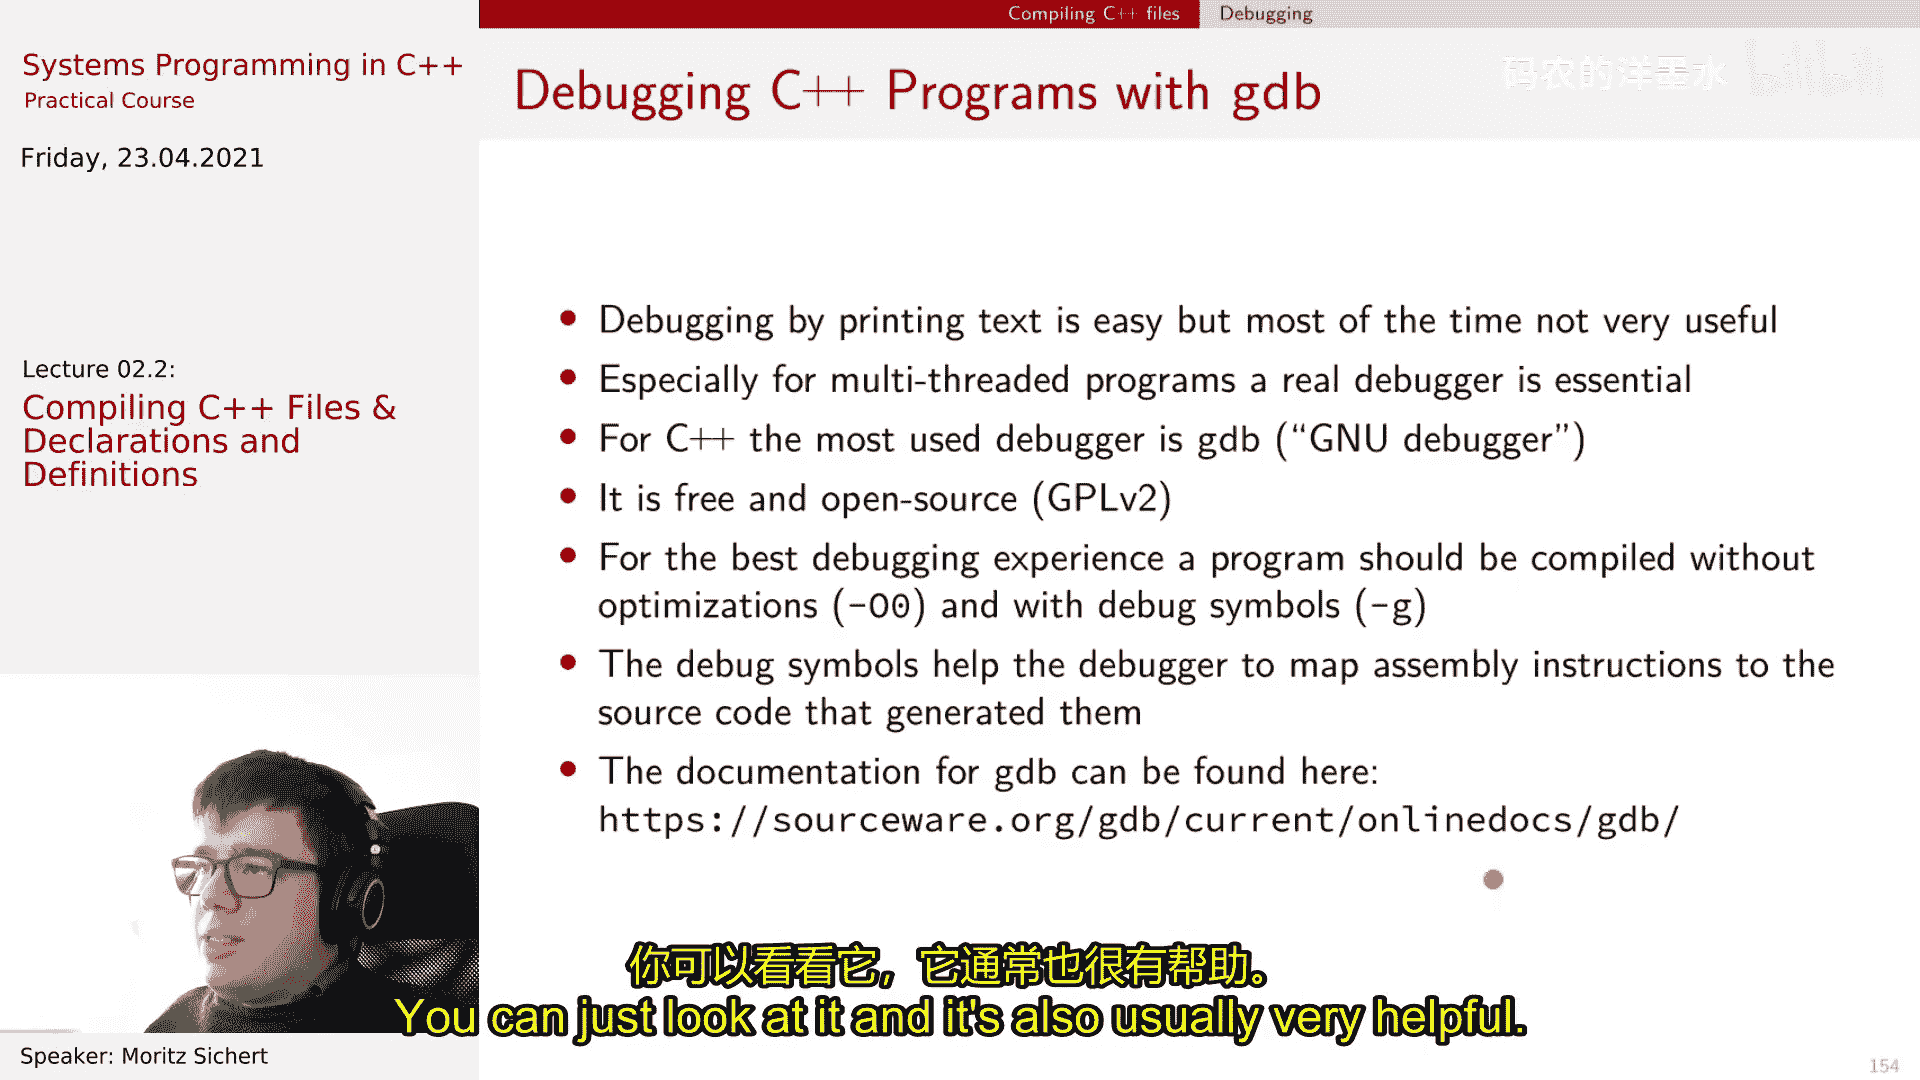 Compiling C++ files
Debugging
Systems Programming in C++
Practical Course
Friday, 23.04.2021
Lecture 02.2:
Compiling C++ Files &
Declarations and
Definitions
Speaker: Moritz Sichert
Debugging C++ Programs with gdb
码农的洋墨水 bilibili
• Debugging by printing text is easy but most of the time not very useful
• Especially for multi-threaded programs a real debugger is essential
• For C++ the most used debugger is gdb (“GNU debugger”)
• It is free and open-source (GPLv2)
• For the best debugging experience a program should be compiled without
optimizations (-O0) and with debug symbols (-g)
• The debug symbols help the debugger to map assembly instructions to the
source code that generated them
• The documentation for gdb can be found here:
https://sourceware.org/gdb/current/onlinedocs/gdb/
你可以看看它，它通常也很有帮助。
You can just look at it and it's also usually very helpful.
154